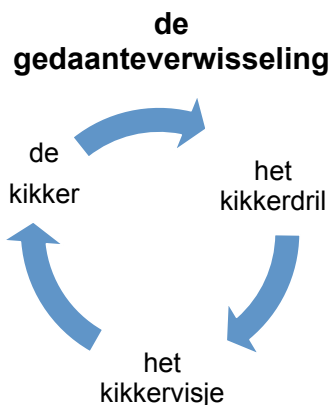 de
gedaanteverwisseling
de
kikker
het
kikkerdril
het
kikkervisje